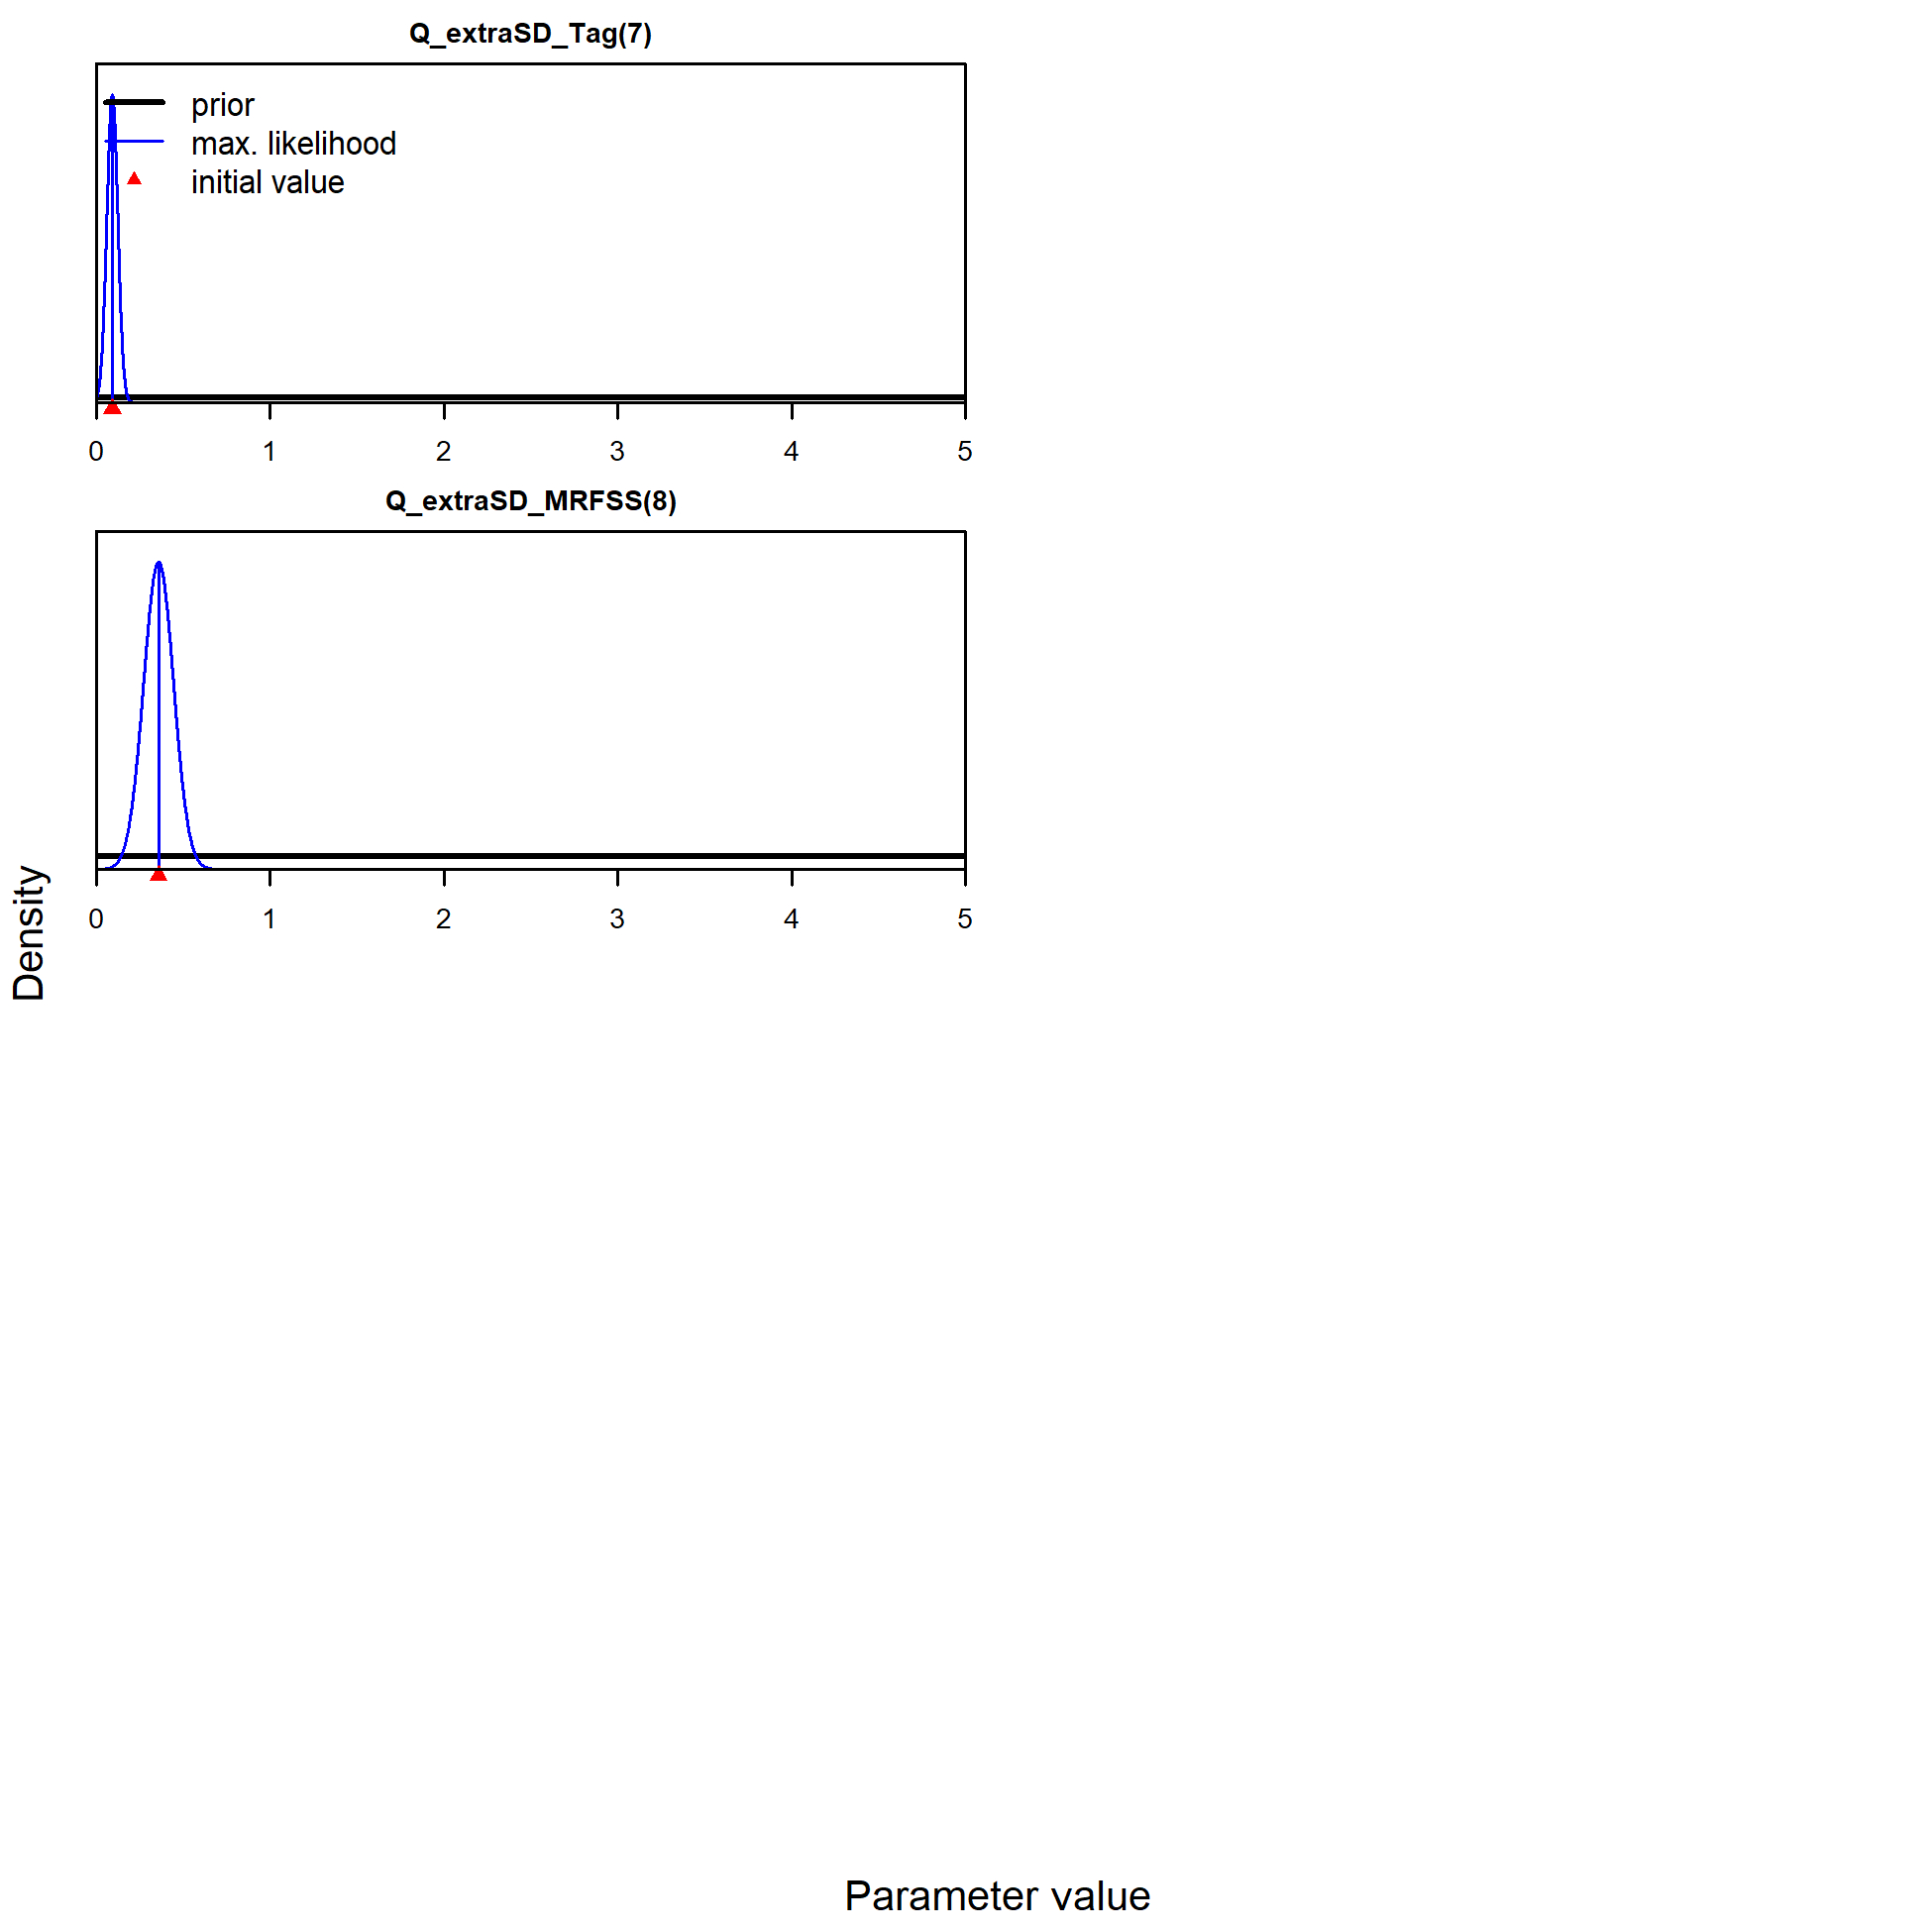 Q_extraSD_Tag(7)
prior
max. likelihood
initial value
0 1 2 3 4 5
Q_extraSD_MRFSS(8)
0 1 2 3 4 5
Density
Parameter value